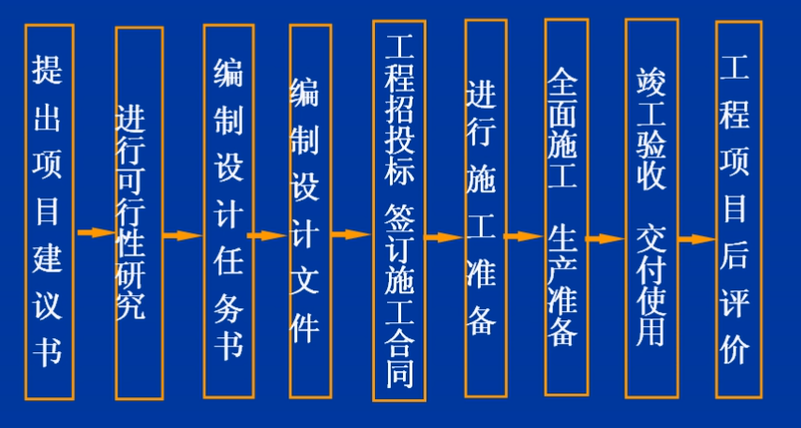 提出项目建议书
进行可行性研究
编制设计任务书
编制设计文件
工程招投标 签订施工合同
进行施工准备
全面施工 生产准备
竣工验收 交付使用
工程项目后评价